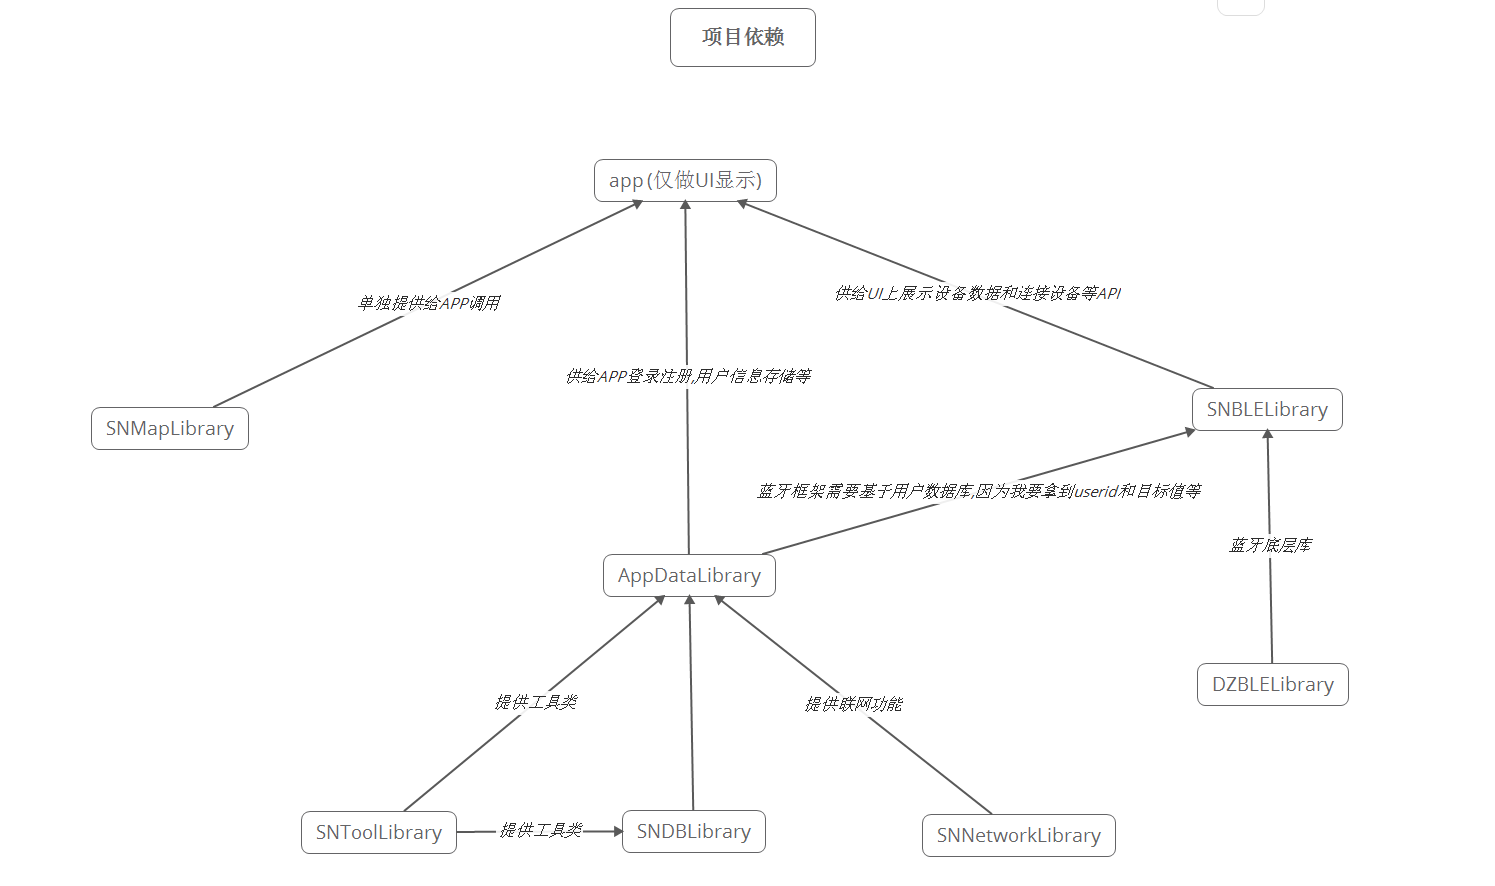 项目依赖
app (仅做UI显示)
供给UI上展示设备数据和连接设备等API
单独提供给APP调用
供给APP登录注册,用户信息存储等
SNBLELibrary
SNMapLibrary
蓝牙框架需要基于用户数据库,因为我要拿到userid和目标值等
蓝牙底层库
AppDataLibrary
DZBLELibrary
提供工具类
提供联网功能
SNToolLibrary
提供工具类
SNDBLibrary
SNNetworkLibrary